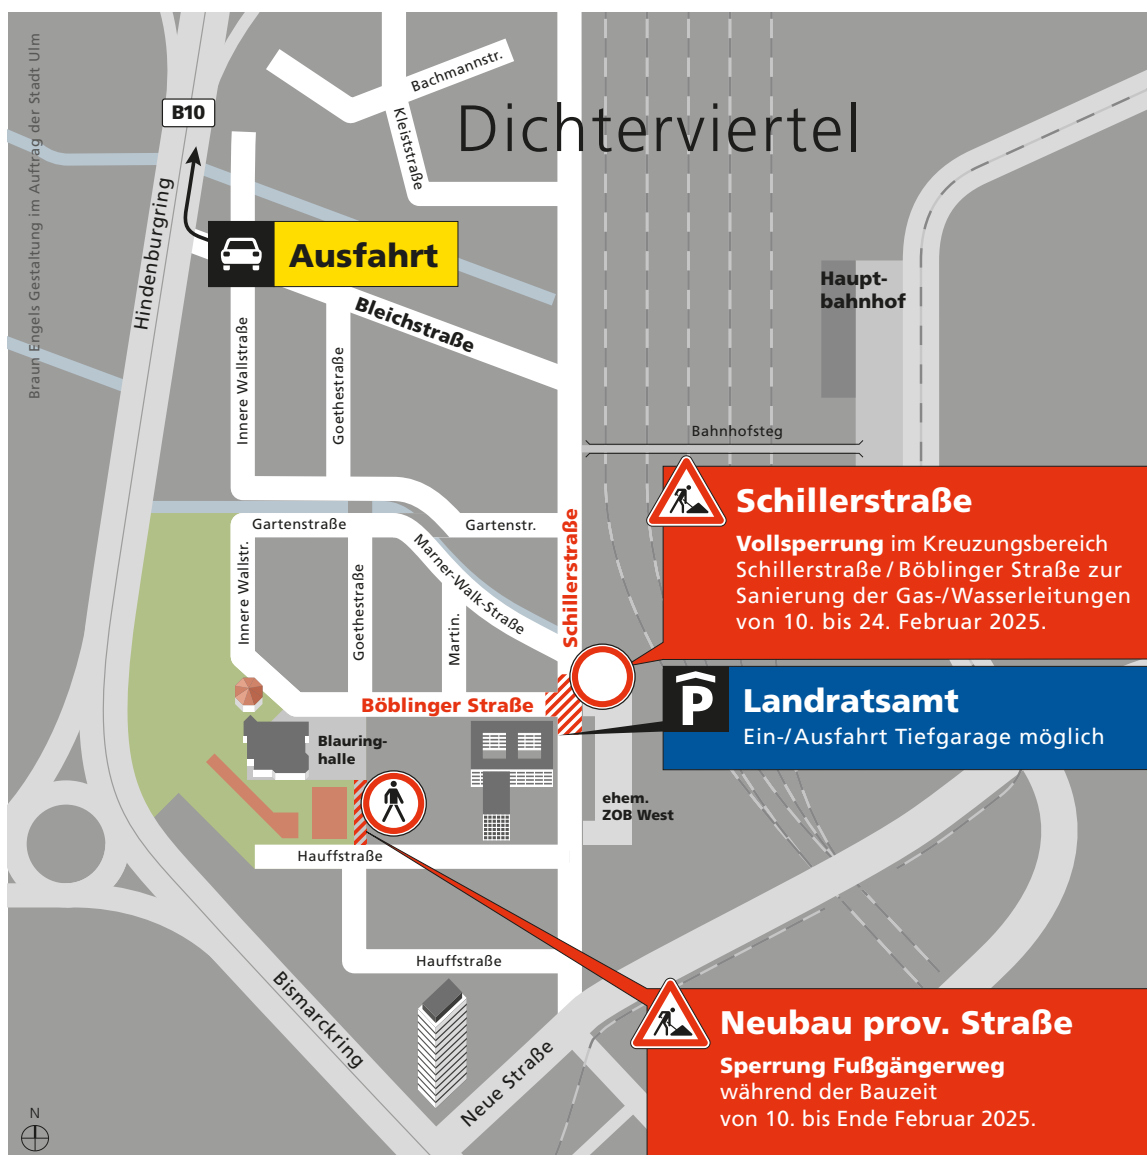 Braun Engels Gestaltung im Auftrag der Stadt Ulm
B10
Hindenburgring
Bachmannstr.
Kleiststraße
Dichterviertel
Ausfahrt
Bleichstraße
Innere Wallstraße
Goethestraße
Haupt-
bahnhof
Bahnhofsteg
Gartenstraße
Gartenstr.
Innere Wallstr.
Goethestraße
Marner-Walk-Straße
Martin.
Schillerstraße
Schillerstraße
Vollsperrung im Kreuzungsbereich
Schillerstraße/Böblinger Straße zur
Sanierung der Gas-/Wasserleitungen
von 10. bis 24. Februar 2025.
Böblinger Straße
P
Landratsamt
Ein-/Ausfahrt Tiefgarage möglich
Blauring-
halle
ehem.
ZOB West
Hauffstraße
Hauffstraße
Bismarckring
Neue Straße
Neubau prov. Straße
Sperrung Fußgängerweg
während der Bauzeit
von 10. bis Ende Februar 2025.
N